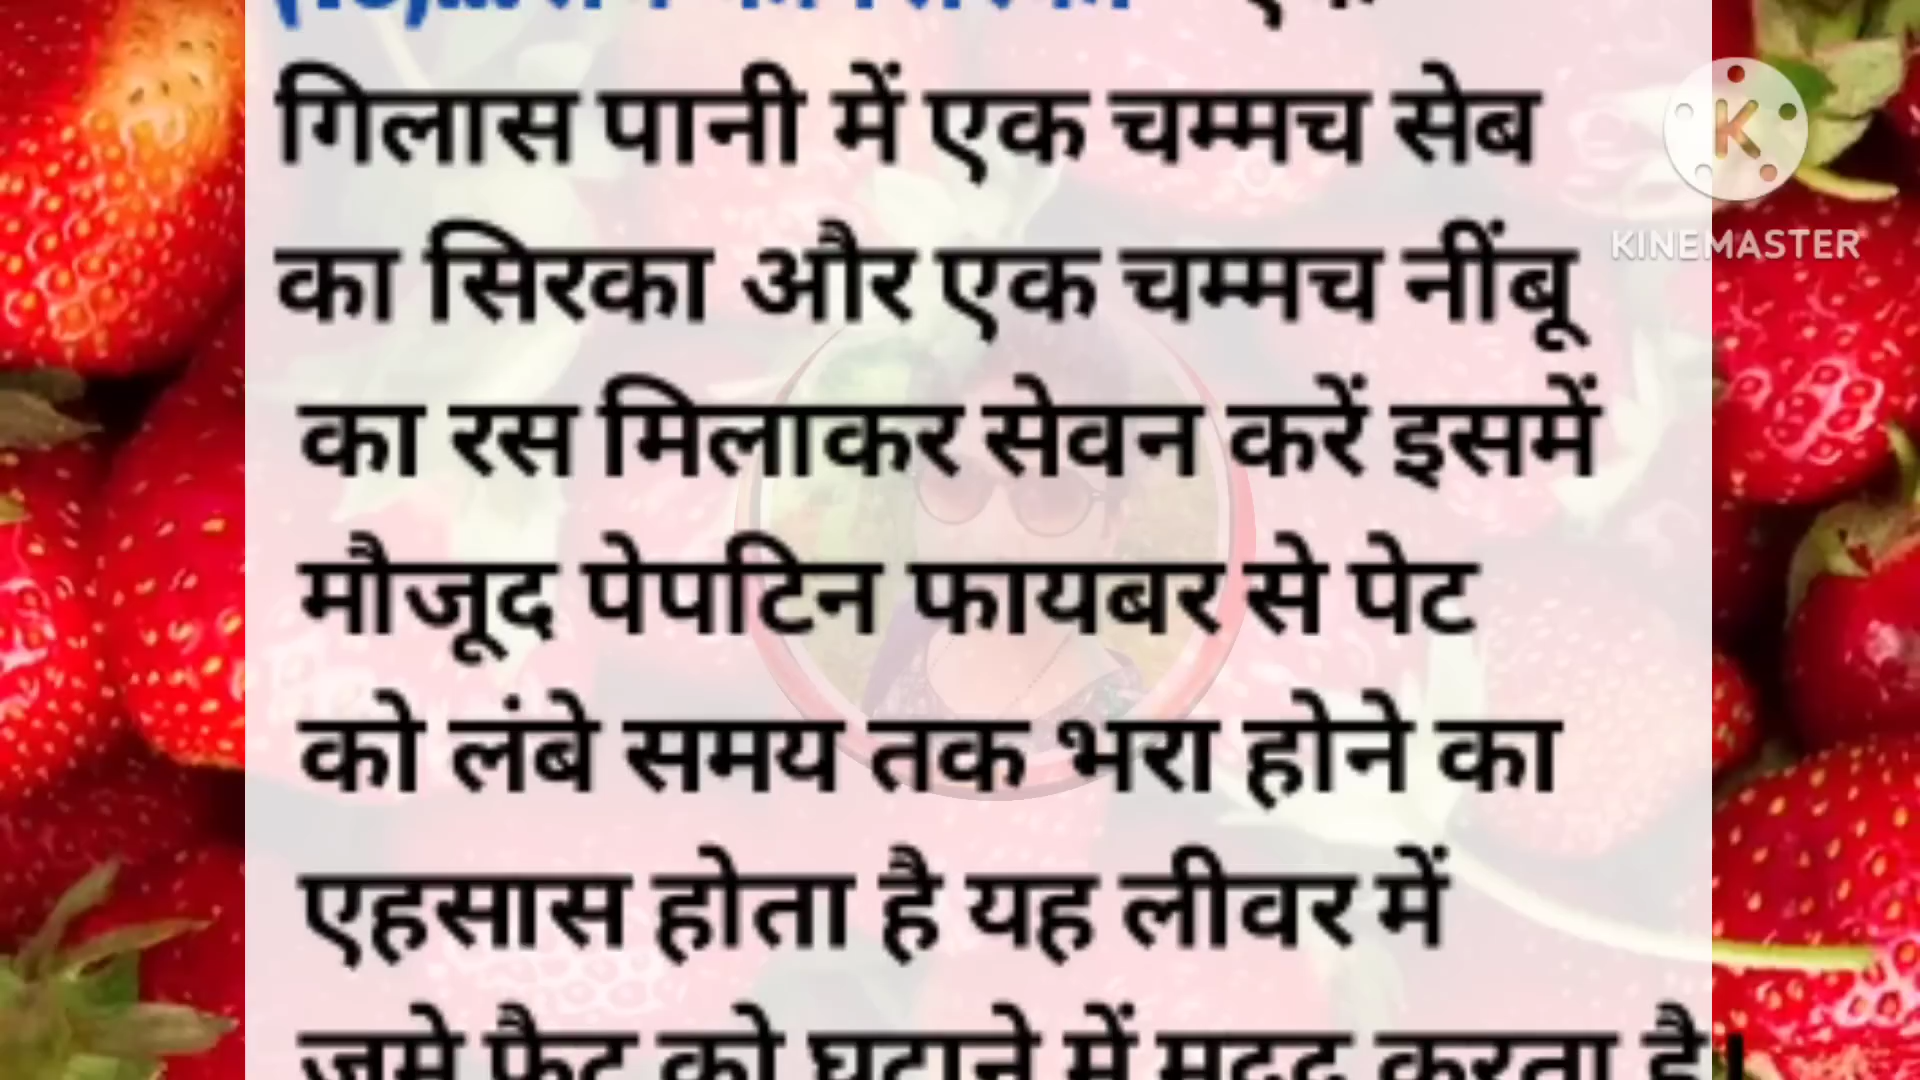 गिलास पानी में एक चम्मच सेब
का सिरका और एक चम्मच नींबू
का रस मिलाकर सेवन करें इसमें
मौजूद पेपटिन फायबर से पेट
को लंबे समय तक भरा होने का
एहसास होता है यह लीवर में
जमे फैट को घटाने में मदद करता है।
K
KINEMASTER